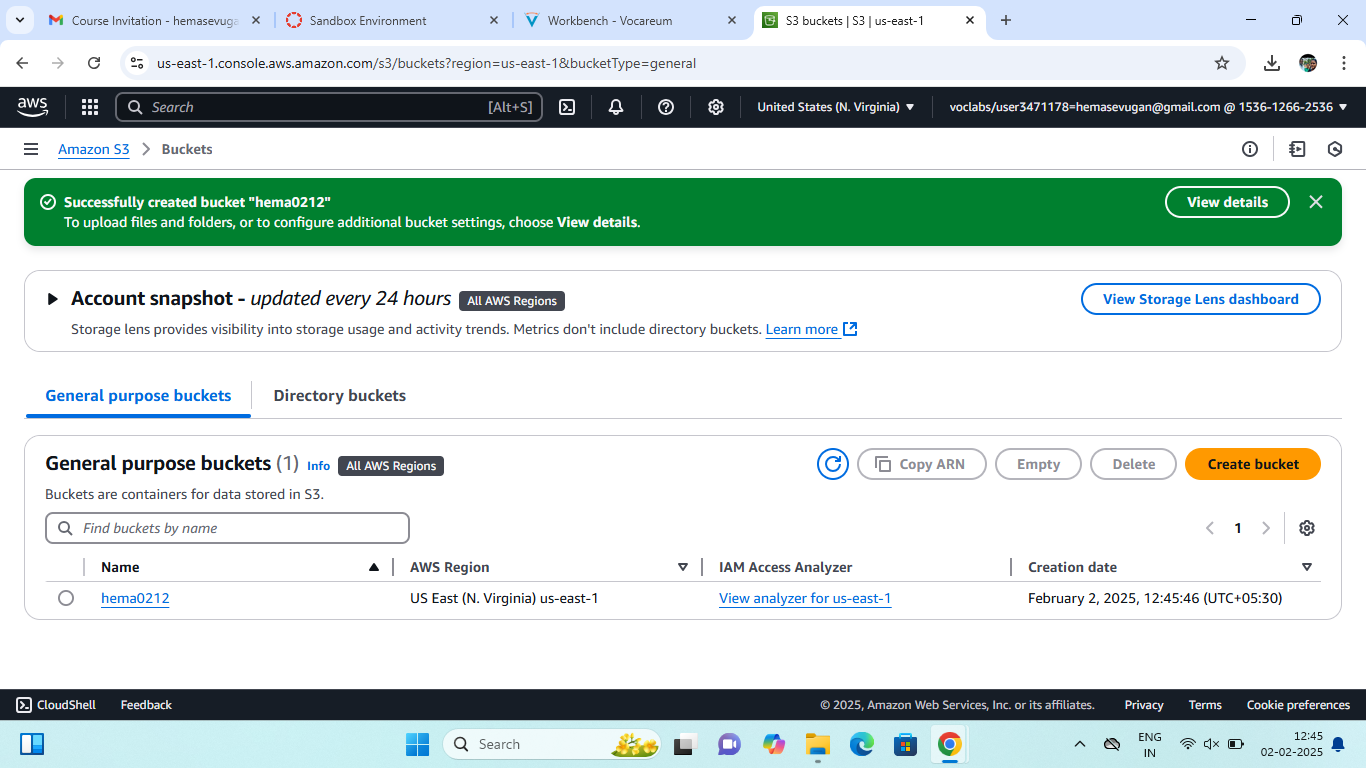 Course Invitation - hemasevuga
Sandbox Environment
Workbench - Vocareum
S3 buckets | S3 | us-east-1
us-east-1.console.aws.amazon.com/s3/buckets?region=us-east-1&bucketType=general
aws
Search [Alt+S]
United States (N. Virginia)
voclabs/user3471178=hemasevugan@gmail.com @ 1536-1266-2536
Amazon S3
Buckets
Successfully created bucket "hema0212"
To upload files and folders, or to configure additional bucket settings, choose View details.
View details
Account snapshot - updated every 24 hours All AWS Regions
View Storage Lens dashboard
Storage lens provides visibility into storage usage and activity trends. Metrics don't include directory buckets. Learn more
General purpose buckets
Directory buckets
General purpose buckets (1) Info All AWS Regions
Copy ARN
Empty
Delete
Create bucket
Buckets are containers for data stored in S3.
Find buckets by name
1
Name AWS Region IAM Access Analyzer Creation date
hema0212 US East (N. Virginia) us-east-1 View analyzer for us-east-1 February 2, 2025, 12:45:46 (UTC+05:30)
CloudShell Feedback © 2025, Amazon Web Services, Inc. or its affiliates. Privacy Terms Cookie preferences
Search
ENG
IN
12:45
02-02-2025